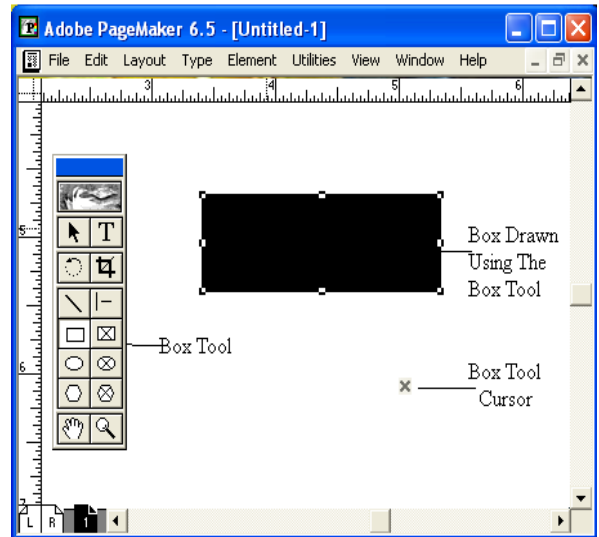 Adobe PageMaker 6.5 - [Untitled-1]
File Edit Layout Type Element Utilities View Window Help
3 4 5 6
T
5
Box Drawn
Using The
Box Tool
Box Tool
6
Box Tool
Cursor
7
L R 1